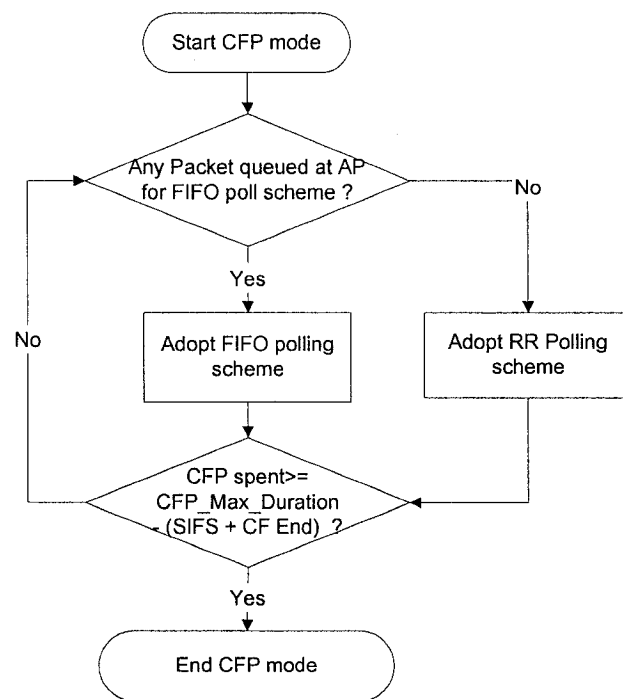 Start CFP mode
Any Packet queued at AP
for FIFO poll scheme ?
No
Yes
Adopt FIFO polling
scheme
Adopt RR Polling
scheme
No
CFP spent>=
CFP_Max_Duration
- (SIFS + CF End) ?
Yes
End CFP mode